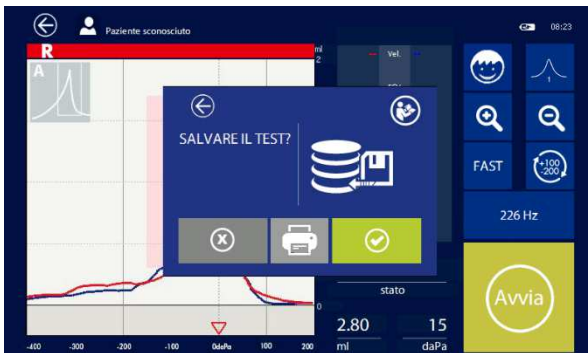 Paziente sconosciuto
08:23
R
ml
2
Vel.
A
SALVARE IL TEST?
FAST
+100
-200
226 Hz
stato
0
Avvia
2.80
15
ml
daPa
-400
-300
-200
-100
0daPa
100
200
1